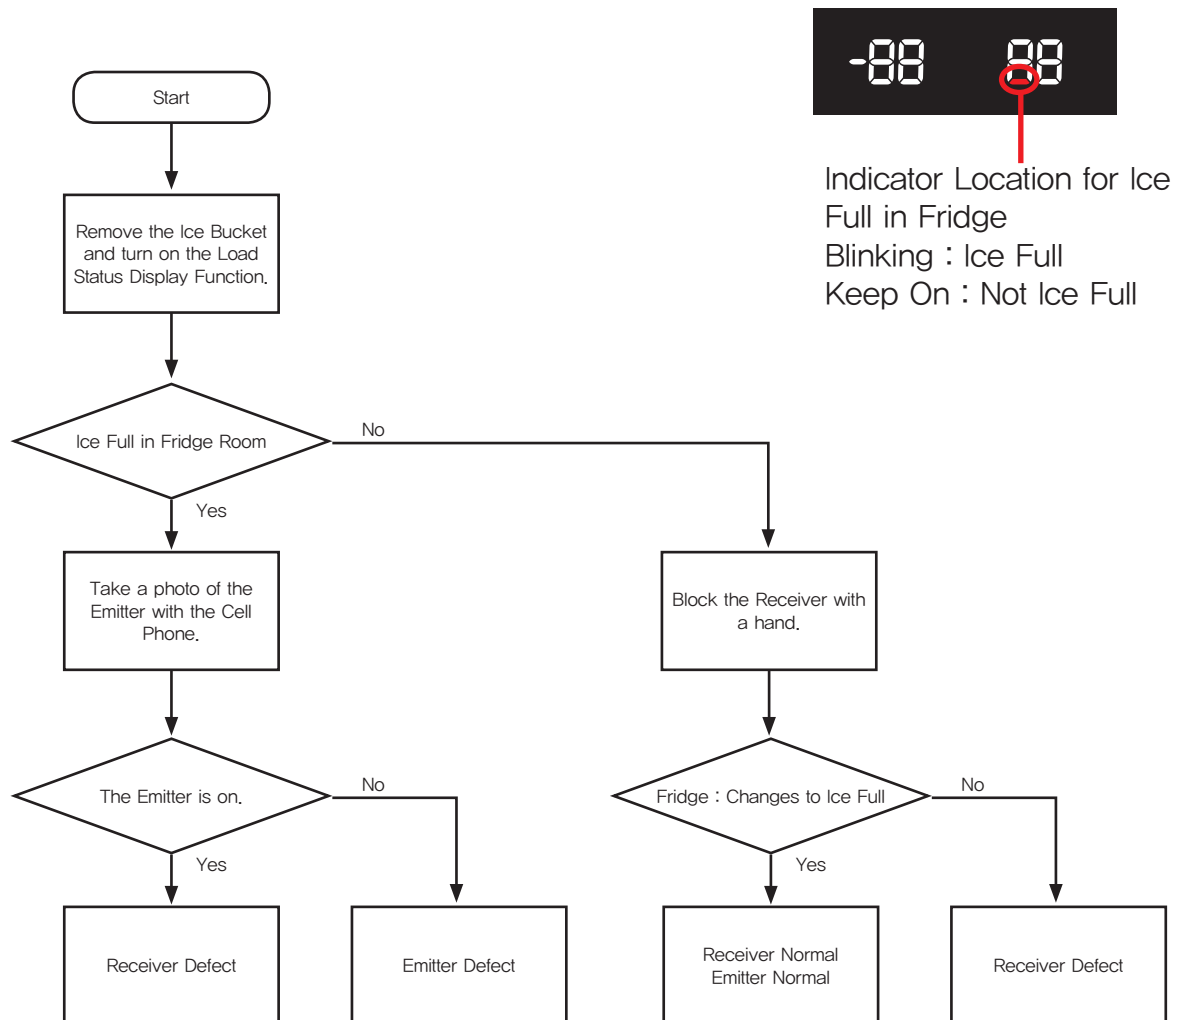 -88 88
Indicator Location for Ice
Full in Fridge
Blinking : Ice Full
Keep On : Not Ice Full
Start
Remove the Ice Bucket
and turn on the Load
Status Display Function.
Ice Full in Fridge Room
No
Yes
Take a photo of the
Emitter with the Cell
Phone.
Block the Receiver with
a hand.
The Emitter is on.
No
Fridge : Changes to Ice Full
No
Yes
Yes
Receiver Defect
Emitter Defect
Receiver Normal
Emitter Normal
Receiver Defect